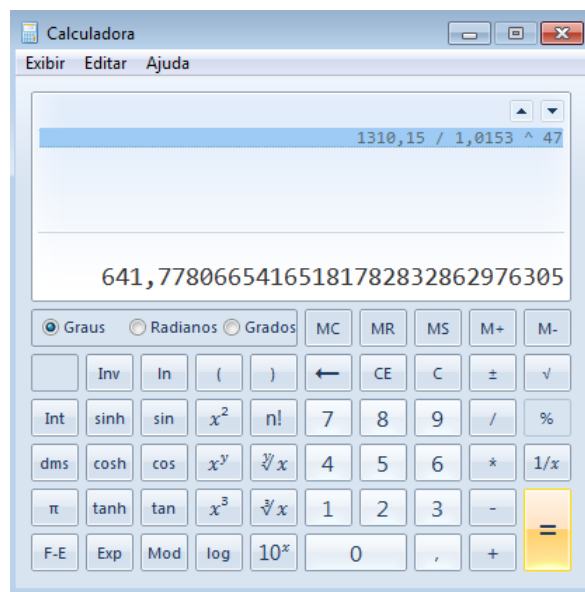 Calculadora
Exibir Editar Ajuda
1310,15 / 1,0153 ^ 47
641,77806654165181782832862976305
Graus Radianos Grados MC MR MS M+ M-
Inv ln ( ) ← CE C ± √
Int sinh sin x² n! 7 8 9 / %
dms cosh cos xʸ ʸ√x 4 5 6 * 1/x
π tanh tan x³ ³√x 1 2 3 - =
F-E Exp Mod log 10ˣ 0 , +